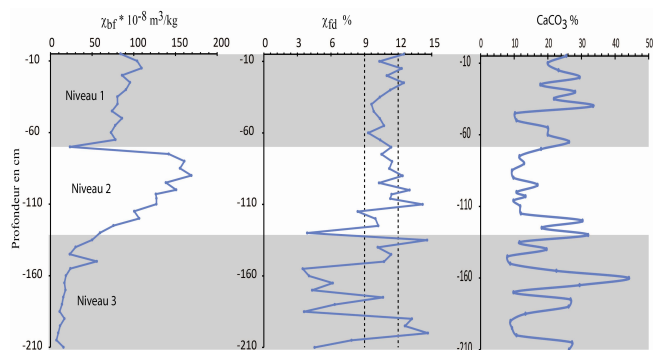 χbf * 10-8 m3/kg
χfd %
CaCO3 %
0 50 100 150 200
0 3 6 9 12 15
0 10 20 30 40 50
-10
-60
-110
-160
-210
Profondeur en cm
Niveau 1
Niveau 2
Niveau 3
-10
-60
-110
-160
-210
-10
-60
-110
-160
-210